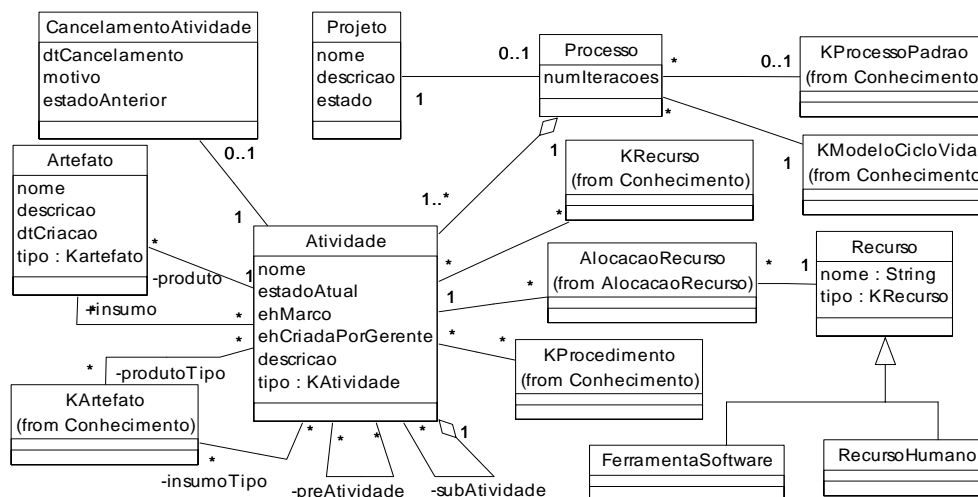 CancelamentoAtividade
dtCancelamento
motivo
estadoAnterior
Projeto
nome
descricao
estado
Processo
numIteracoes
KProcessoPadrao
(from Conhecimento)
0..1
1
*
0..1
*
1
KModeloCicloVida
(from Conhecimento)
0..1
1
1
1..*
KRecurso
(from Conhecimento)
*
*
Artefato
nome
descricao
dtCriacao
tipo : Kartefato
*
-produto
1
*
-insumo
*
Atividade
nome
estadoAtual
ehMarco
ehCriadaPorGerente
descricao
tipo : KAtividade
AlocacaoRecurso
(from AlocacaoRecurso)
1
*
*
1
Recurso
nome : String
tipo : KRecurso
*
*
KProcedimento
(from Conhecimento)
*
*
-produtoTipo
KArtefato
(from Conhecimento)
*
*
-insumoTipo
*
*
-preAtividade
*
1
-subAtividade
FerramentaSoftware
RecursoHumano